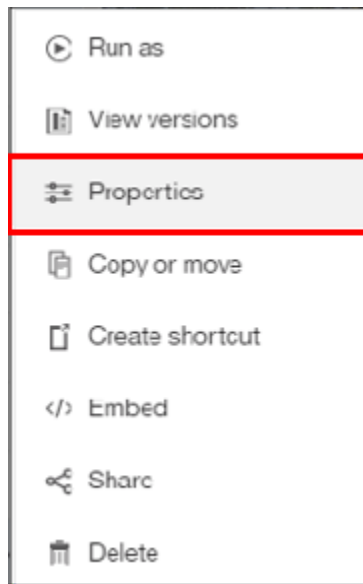 Run as
View versions
Properties
Copy or move
Create shortcut
Embed
Share
Delete